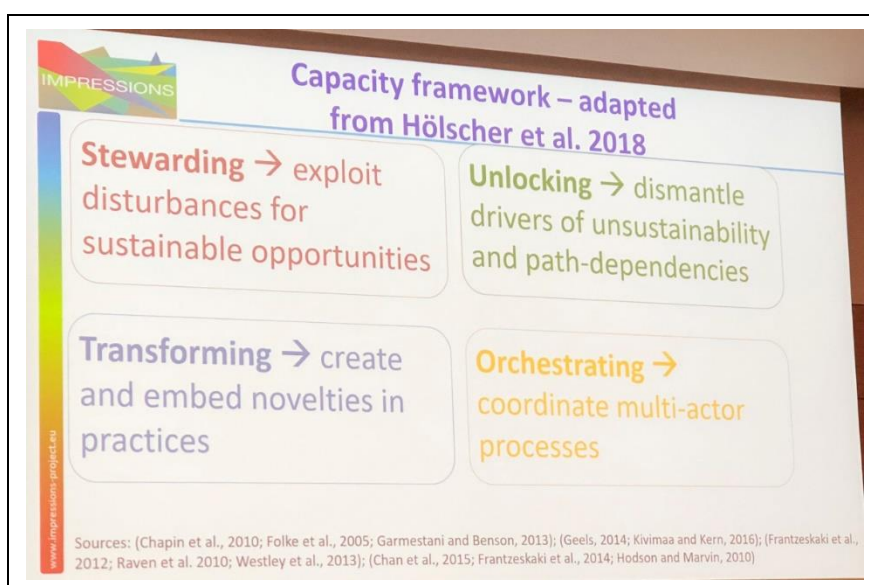 IMPRESSIONS
Capacity framework – adapted
from Hölscher et al. 2018
Stewarding → exploit
disturbances for
sustainable opportunities
Unlocking → dismantle
drivers of unsustainability
and path-dependencies
Transforming → create
and embed novelties in
practices
Orchestrating →
coordinate multi-actor
processes
www.impressions-project.eu
Sources: (Chapin et al., 2010; Folke et al., 2005; Garmestani and Benson, 2013); (Geels, 2014; Kivimaa and Kern, 2016); (Frantzeskaki et al.,
2012; Raven et al. 2010; Westley et al., 2013); (Chan et al., 2015; Frantzeskaki et al., 2014; Hodson and Marvin, 2010)